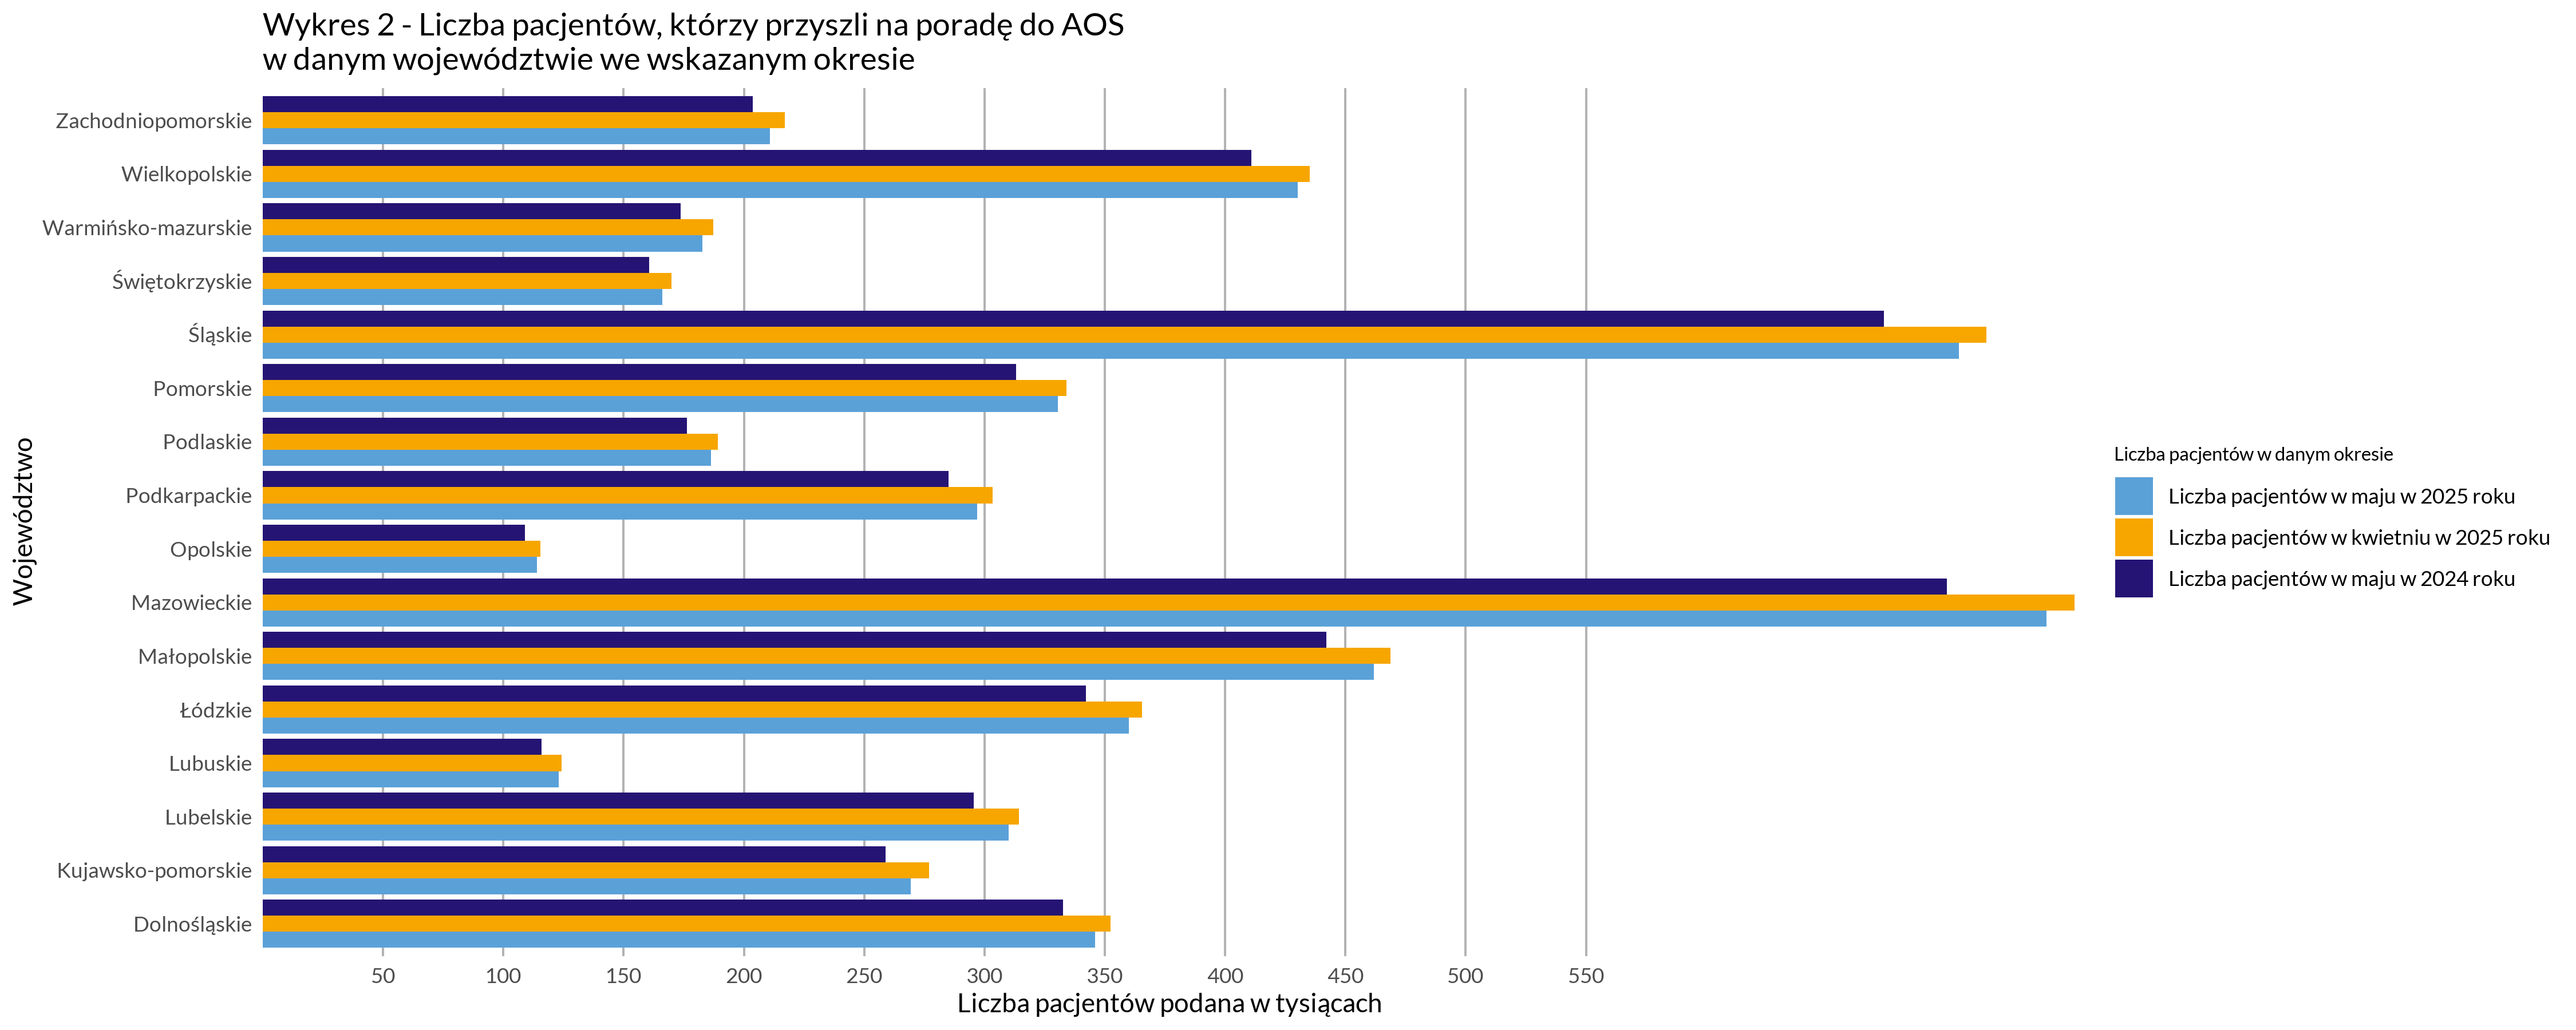 Wykres 2 - Liczba pacjentów, którzy przyszli na poradę do AOS
w danym województwie we wskazanym okresie
Województwo
Zachodniopomorskie
Wielkopolskie
Warmińsko-mazurskie
Świętokrzyskie
Śląskie
Pomorskie
Podlaskie
Podkarpackie
Opolskie
Mazowieckie
Małopolskie
Łódzkie
Lubuskie
Lubelskie
Kujawsko-pomorskie
Dolnośląskie
50 100 150 200 250 300 350 400 450 500 550
Liczba pacjentów podana w tysiącach
Liczba pacjentów w danym okresie
Liczba pacjentów w maju w 2025 roku
Liczba pacjentów w kwietniu w 2025 roku
Liczba pacjentów w maju w 2024 roku